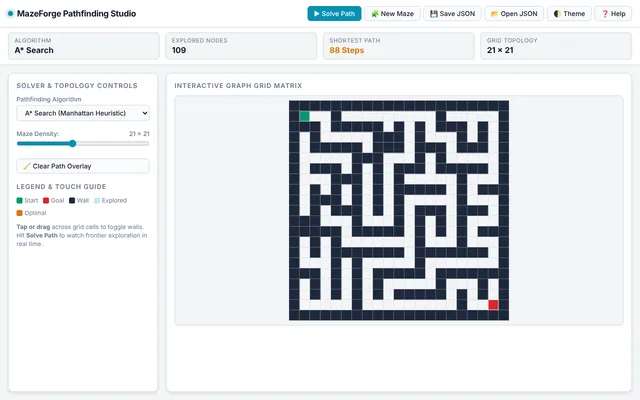 MazeForge Pathfinding Studio
▶ Solve Path
🧩 New Maze
💾 Save JSON
📂 Open JSON
🌓 Theme
❓ Help
ALGORITHM
A* Search
EXPLORED NODES
109
SHORTEST PATH
88 Steps
GRID TOPOLOGY
21 × 21
SOLVER & TOPOLOGY CONTROLS
Pathfinding Algorithm
A* Search (Manhattan Heuristic)
Maze Density:
21 × 21
🧹 Clear Path Overlay
LEGEND & TOUCH GUIDE
Start Goal Wall Explored
Optimal
Tap or drag across grid cells to toggle walls.
Hit Solve Path to watch frontier exploration in
real time.
INTERACTIVE GRAPH GRID MATRIX